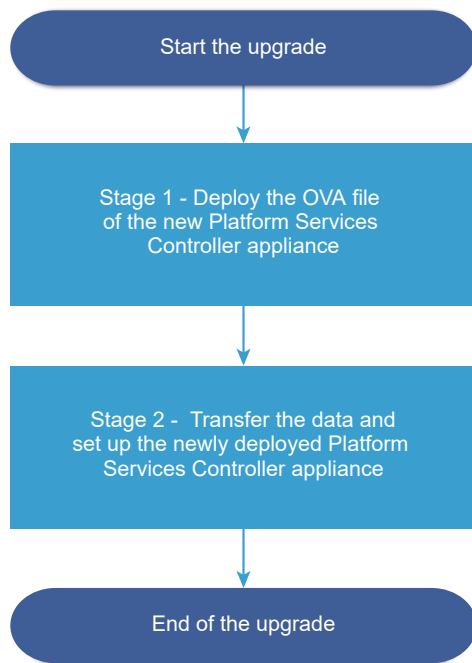 Start the upgrade
Stage 1 - Deploy the OVA file
of the new Platform Services
Controller appliance
Stage 2 -  Transfer the data and
set up the newly deployed Platform
Services Controller appliance
End of the upgrade